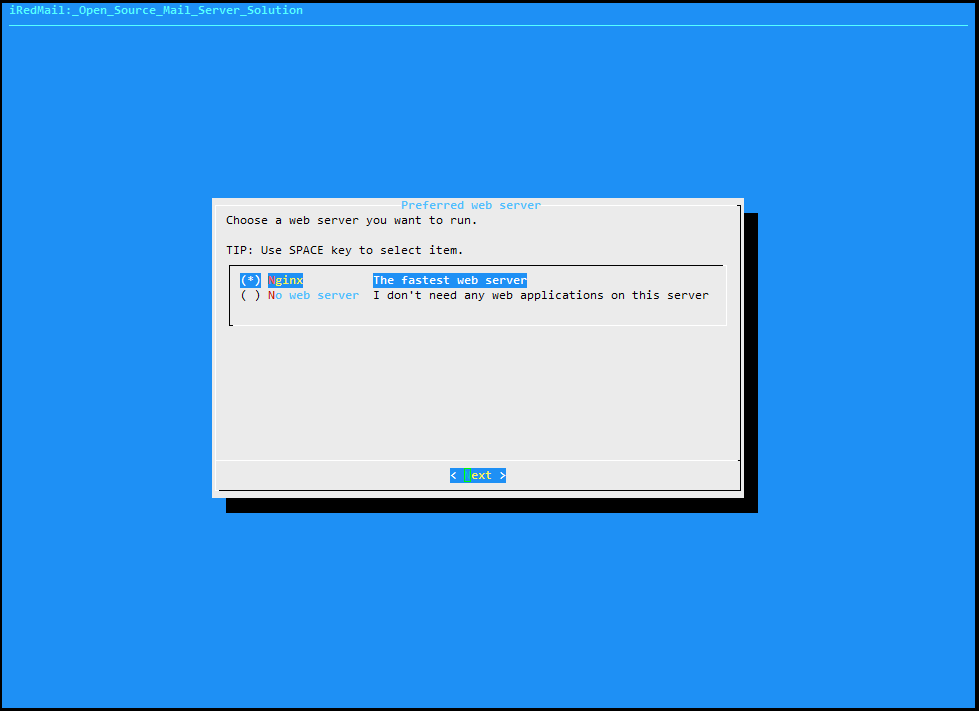 iRedMail:_Open_Source_Mail_Server_Solution
Preferred web server
Choose a web server you want to run.
TIP: Use SPACE key to select item.
(*) Nginx The fastest web server
( ) No web server I don't need any web applications on this server
< Next >